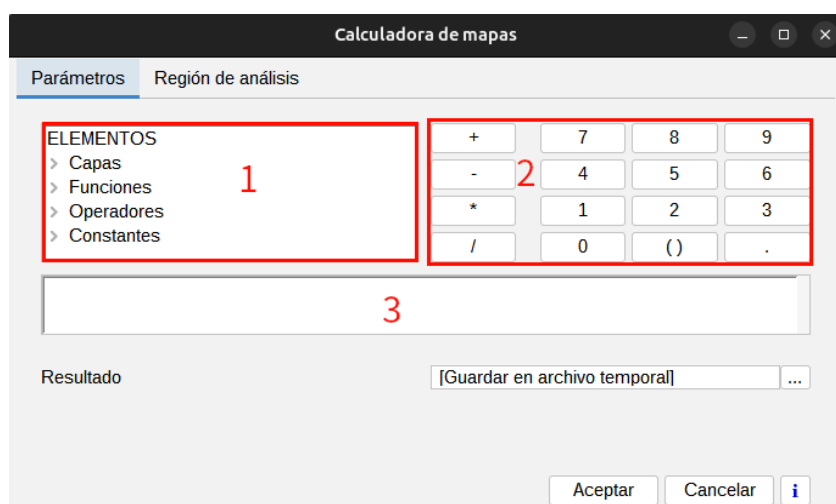 Calculadora de mapas
Parámetros Región de análisis
ELEMENTOS
Capas
Funciones
Operadores
Constantes
1
+ 7 8 9
- 4 5 6
* 1 2 3
/ 0 ( ) .
2
3
Resultado [Guardar en archivo temporal] ...
Aceptar Cancelar i